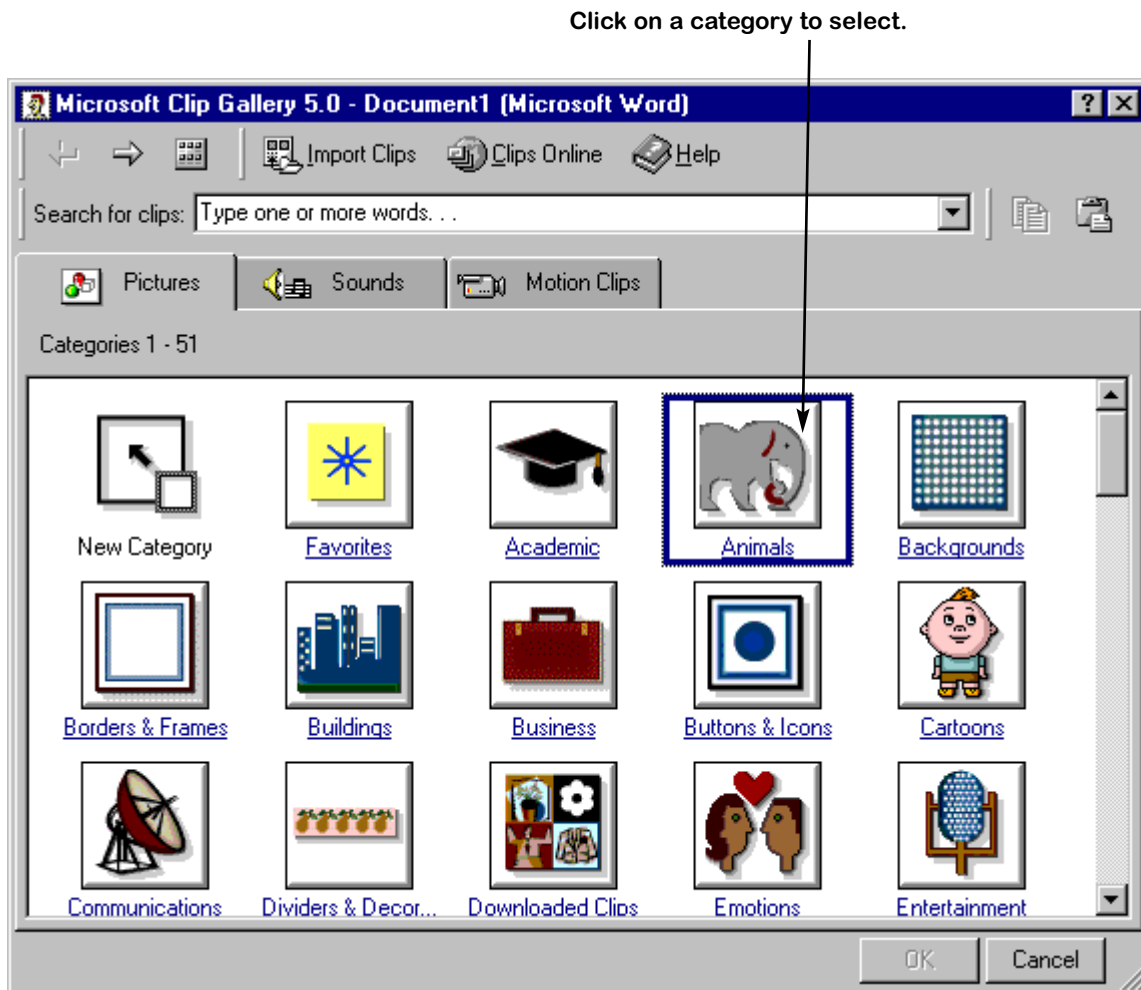 Click on a category to select.
Microsoft Clip Gallery 5.0 - Document1 (Microsoft Word)
Import Clips Clips Online Help
Search for clips: Type one or more words. . .
Pictures Sounds Motion Clips
Categories 1 - 51
New Category Favorites Academic Animals Backgrounds
Borders & Frames Buildings Business Buttons & Icons Cartoons
Communications Dividers & Decor... Downloaded Clips Emotions Entertainment
OK Cancel